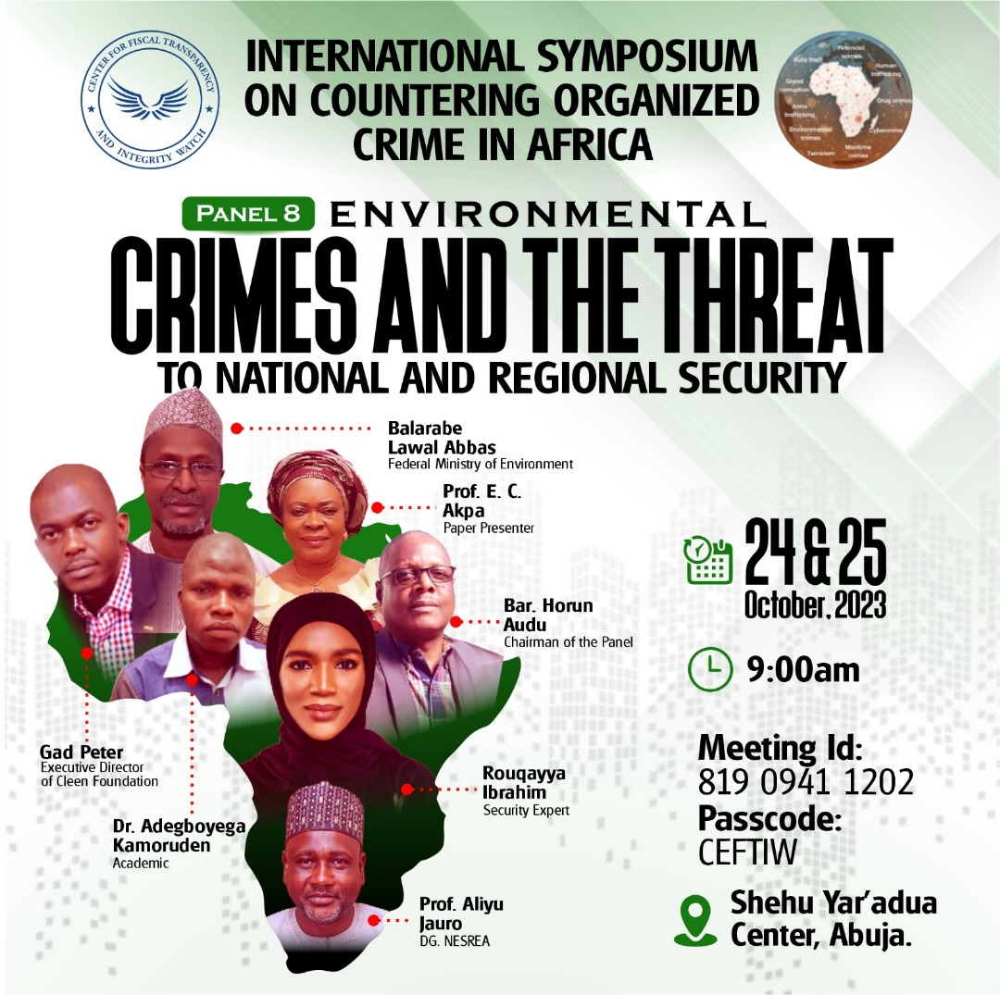 CENTER FOR FISCAL TRANSPARENCY
AND INTEGRITY WATCH
INTERNATIONAL SYMPOSIUM
ON COUNTERING ORGANIZED
CRIME IN AFRICA
Financial
crimes
Auto theft
Human
trafficking
Grand
corruption
Drug crimes
Arms
trafficking
Environmental
crimes
Cybercrime
Terrorism
Maritime
crimes
PANEL 8 ENVIRONMENTAL
CRIMES AND THE THREAT
TO NATIONAL AND REGIONAL SECURITY
Balarabe
Lawal Abbas
Federal Ministry of Environment
Prof. E. C.
Akpa
Paper Presenter
Bar. Horun
Audu
Chairman of the Panel
Gad Peter
Executive Director
of Cleen Foundation
Rouqayya
Ibrahim
Security Expert
Dr. Adegboyega
Kamoruden
Academic
Prof. Aliyu
Jauro
DG. NESREA
24 & 25
October, 2023
9:00am
Meeting Id:
819 0941 1202
Passcode:
CEFTIW
Shehu Yar’adua
Center, Abuja.